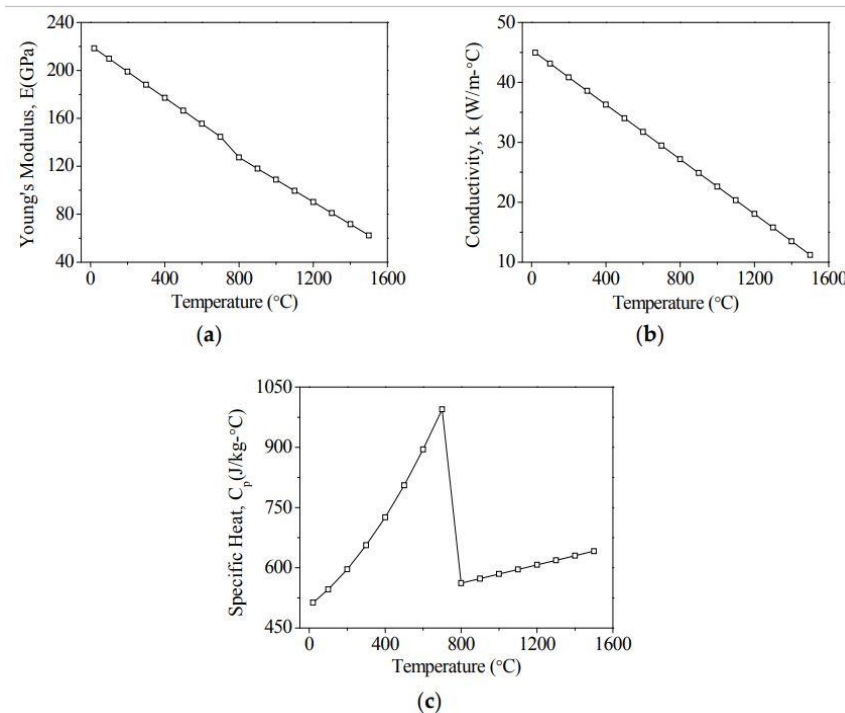 240
200
160
120
80
40
Young's Modulus, E(GPa)
0 400 800 1200 1600
Temperature (°C)
(a)
50
40
30
20
10
Conductivity, k (W/m-°C)
0 400 800 1200 1600
Temperature (°C)
(b)
1050
900
750
600
450
Specific Heat, Cp(J/kg-°C)
0 400 800 1200 1600
Temperature (°C)
(c)